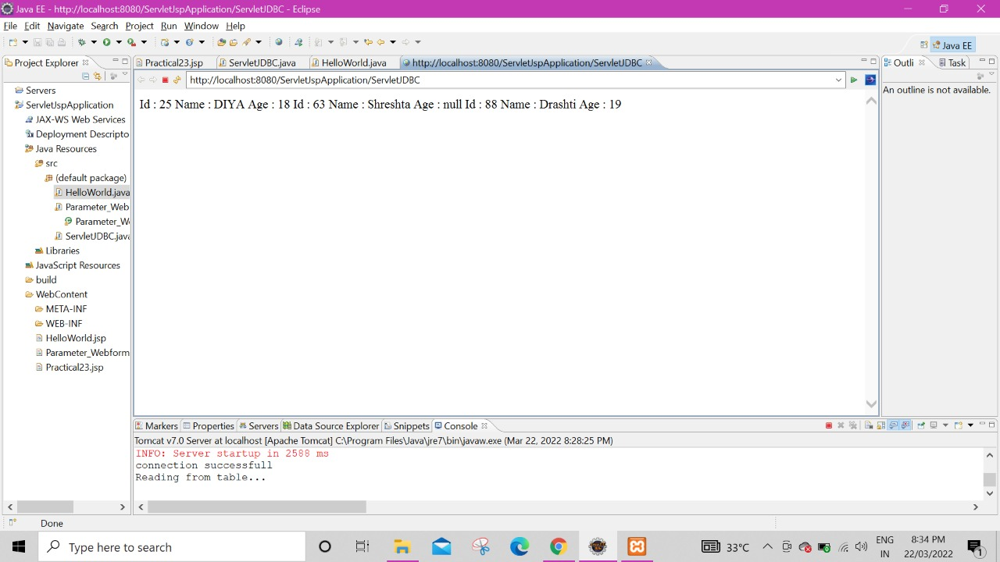 Java EE - http://localhost:8080/ServletJspApplication/ServletJDBC - Eclipse
File Edit Navigate Search Project Run Window Help
Java EE
Project Explorer
Practical23.jsp ServletJDBC.java HelloWorld.java http://localhost:8080/ServletJspApplication/ServletJDBC
Outli Task
http://localhost:8080/ServletJspApplication/ServletJDBC
An outline is not available.
Servers
ServletJspApplication
JAX-WS Web Services
Deployment Descripto
Java Resources
src
(default package)
HelloWorld.java
Parameter_Web
Parameter_W
ServletJDBC.java
Libraries
JavaScript Resources
build
WebContent
META-INF
WEB-INF
HelloWorld.jsp
Parameter_Webform
Practical23.jsp
Id : 25 Name : DIYA Age : 18 Id : 63 Name : Shreshta Age : null Id : 88 Name : Drashti Age : 19
Markers Properties Servers Data Source Explorer Snippets Console
Tomcat v7.0 Server at localhost [Apache Tomcat] C:\Program Files\Java\jre7\bin\javaw.exe (Mar 22, 2022 8:28:25 PM)
INFO: Server startup in 2588 ms
connection successfull
Reading from table...
Done
Type here to search
33°C
ENG
IN
8:34 PM
22/03/2022
1